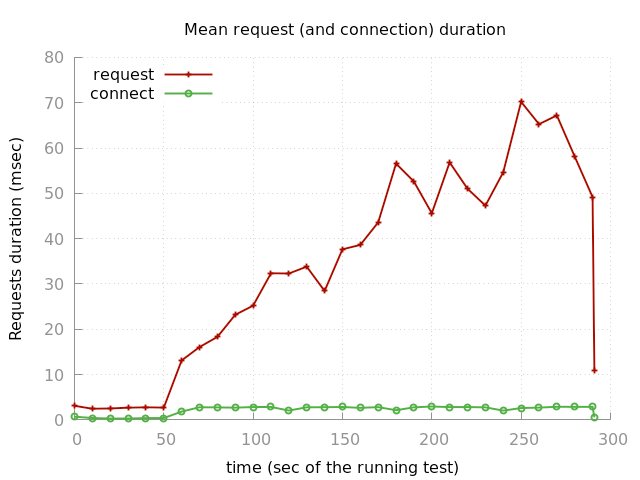 Mean request (and connection) duration
80
request
connect
70
60
50
40
30
20
10
0
Requests duration (msec)
0 50 100 150 200 250 300
time (sec of the running test)